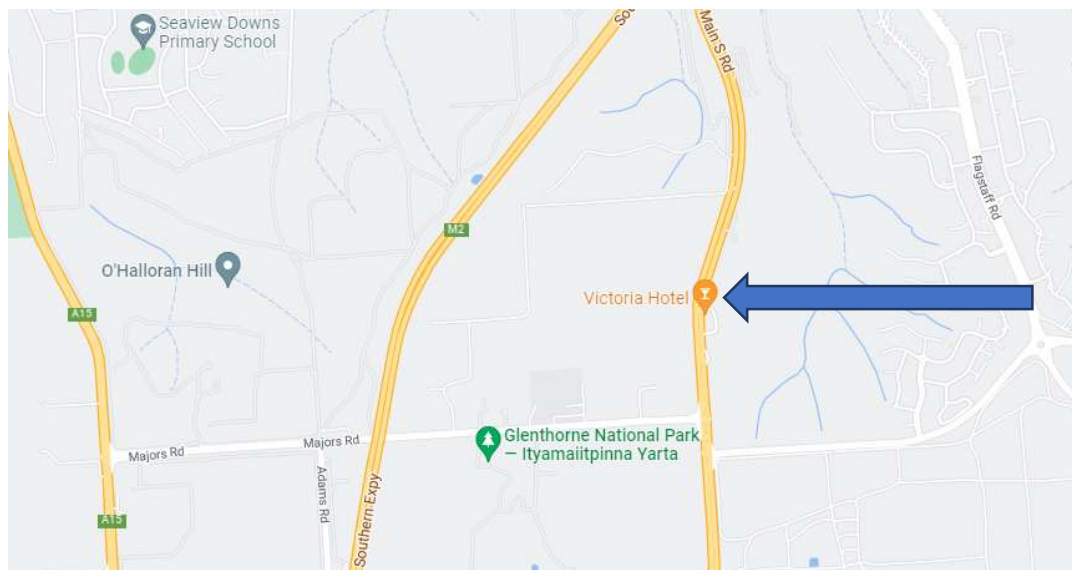 Seaview Downs
Primary School
Main S Rd
Flagstaff Rd
M2
O'Halloran Hill
Victoria Hotel
A15
Majors Rd
Majors Rd
Glenthorne National Park
— Ityamaiitpinna Yarta
Adams Rd
Southern Expy
A15